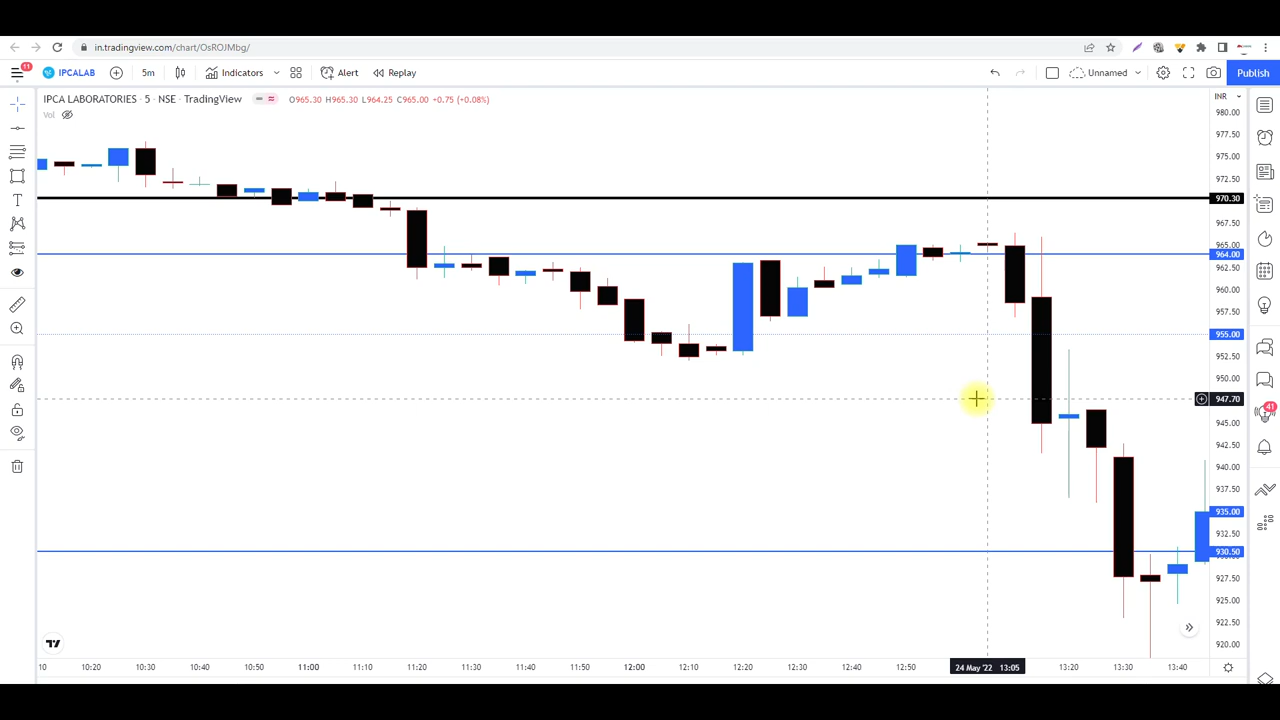 in.tradingview.com/chart/OsROJMbg/
11
IPCALAB
5m
Indicators
Alert
Replay
Unnamed
Publish
IPCA LABORATORIES · 5 · NSE · TradingView
O965.30 H965.30 L964.25 C965.00 +0.75 (+0.08%)
Vol
INR
980.00
977.50
975.00
972.50
970.30
967.50
965.00
964.00
962.50
960.00
957.50
955.00
952.50
950.00
947.70
945.00
942.50
940.00
937.50
935.00
932.50
930.50
927.50
925.00
922.50
920.00
41
:10 10:20 10:30 10:40 10:50 11:00 11:10 11:20 11:30 11:40 11:50 12:00 12:10 12:20 12:30 12:40 12:50 24 May '22 13:05 13:20 13:30 13:40